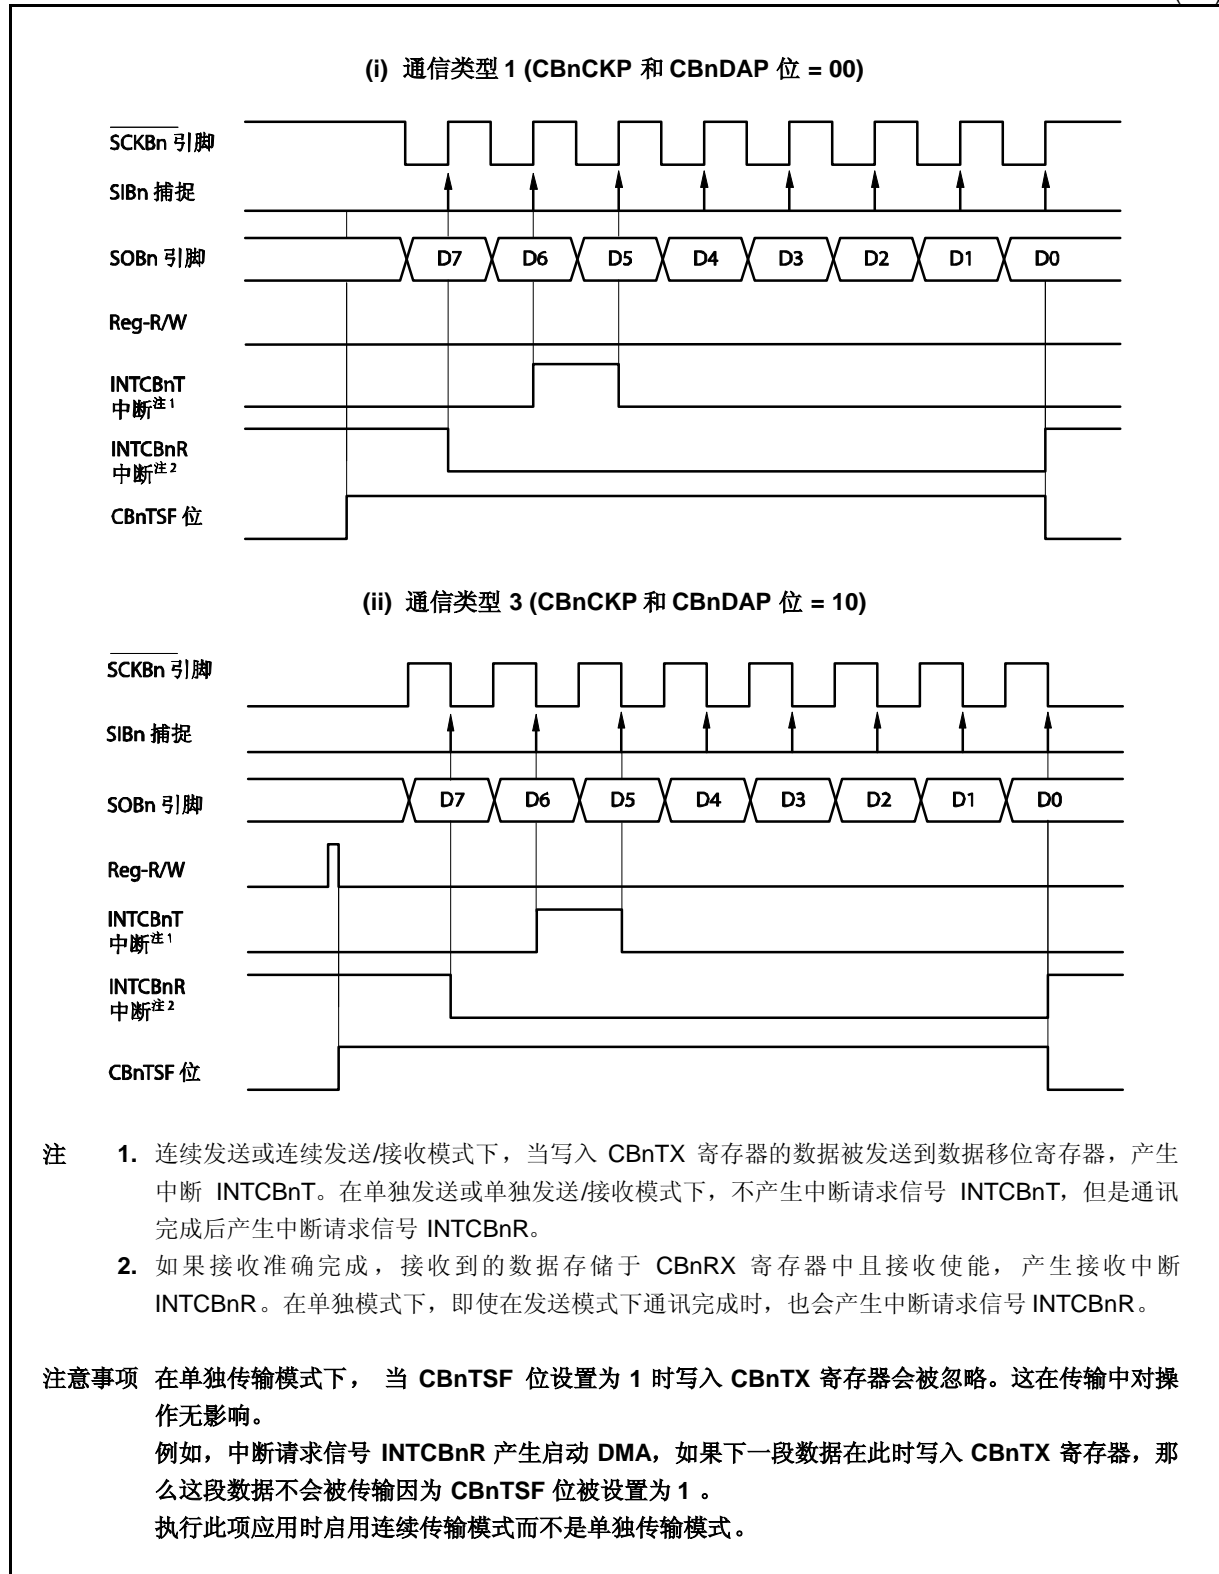 (i) 通信类型 1 (CBnCKP 和 CBnDAP 位 = 00)
SCKBn 引脚
SIBn 捕捉
SOBn 引脚 D7 D6 D5 D4 D3 D2 D1 D0
Reg-R/W
INTCBnT
中断注1
INTCBnR
中断注2
CBnTSF 位
(ii) 通信类型 3 (CBnCKP 和 CBnDAP 位 = 10)
SCKBn 引脚
SIBn 捕捉
SOBn 引脚 D7 D6 D5 D4 D3 D2 D1 D0
Reg-R/W
INTCBnT
中断注1
INTCBnR
中断注2
CBnTSF 位
注 1. 连续发送或连续发送/接收模式下，当写入 CBnTX 寄存器的数据被发送到数据移位寄存器，产生
中断 INTCBnT。在单独发送或单独发送/接收模式下，不产生中断请求信号 INTCBnT，但是通讯
完成后产生中断请求信号 INTCBnR。
2. 如果接收准确完成，接收到的数据存储于 CBnRX 寄存器中且接收使能，产生接收中断
INTCBnR。在单独模式下，即使在发送模式下通讯完成时，也会产生中断请求信号 INTCBnR。
注意事项 在单独传输模式下， 当 CBnTSF 位设置为 1 时写入 CBnTX 寄存器会被忽略。这在传输中对操
作无影响。
例如，中断请求信号 INTCBnR 产生启动 DMA，如果下一段数据在此时写入 CBnTX 寄存器，那
么这段数据不会被传输因为 CBnTSF 位被设置为 1 。
执行此项应用时启用连续传输模式而不是单独传输模式。